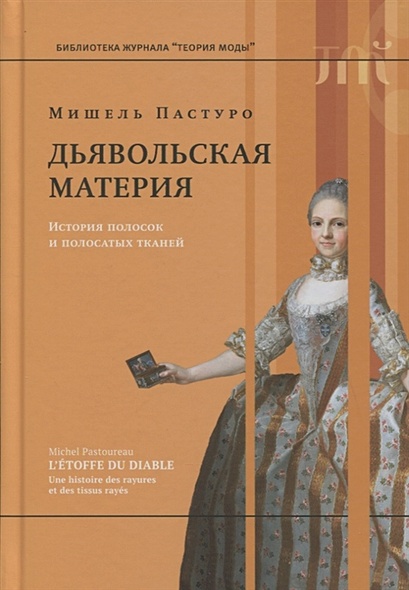 БИБЛИОТЕКА ЖУРНАЛА "ТЕОРИЯ МОДЫ"
МИШЕЛЬ ПАСТУРО
ДЬЯВОЛЬСКАЯ
МАТЕРИЯ
ИСТОРИЯ ПОЛОСОК
И ПОЛОСАТЫХ ТКАНЕЙ
Michel Pastoureau
L'ÉTOFFE DU DIABLE
Une histoire des rayures
et des tissus rayés